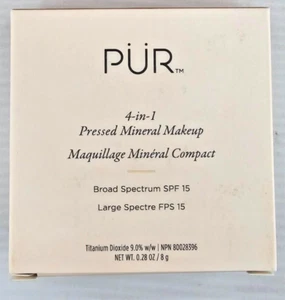 PÜR™
4-in-1
Pressed Mineral Makeup
Maquillage Minéral Compact
Broad Spectrum SPF 15
Large Spectre FPS 15
Titanium Dioxide 9.0% w/w | NPN 80028396
NET WT. 0.28 OZ / 8 g